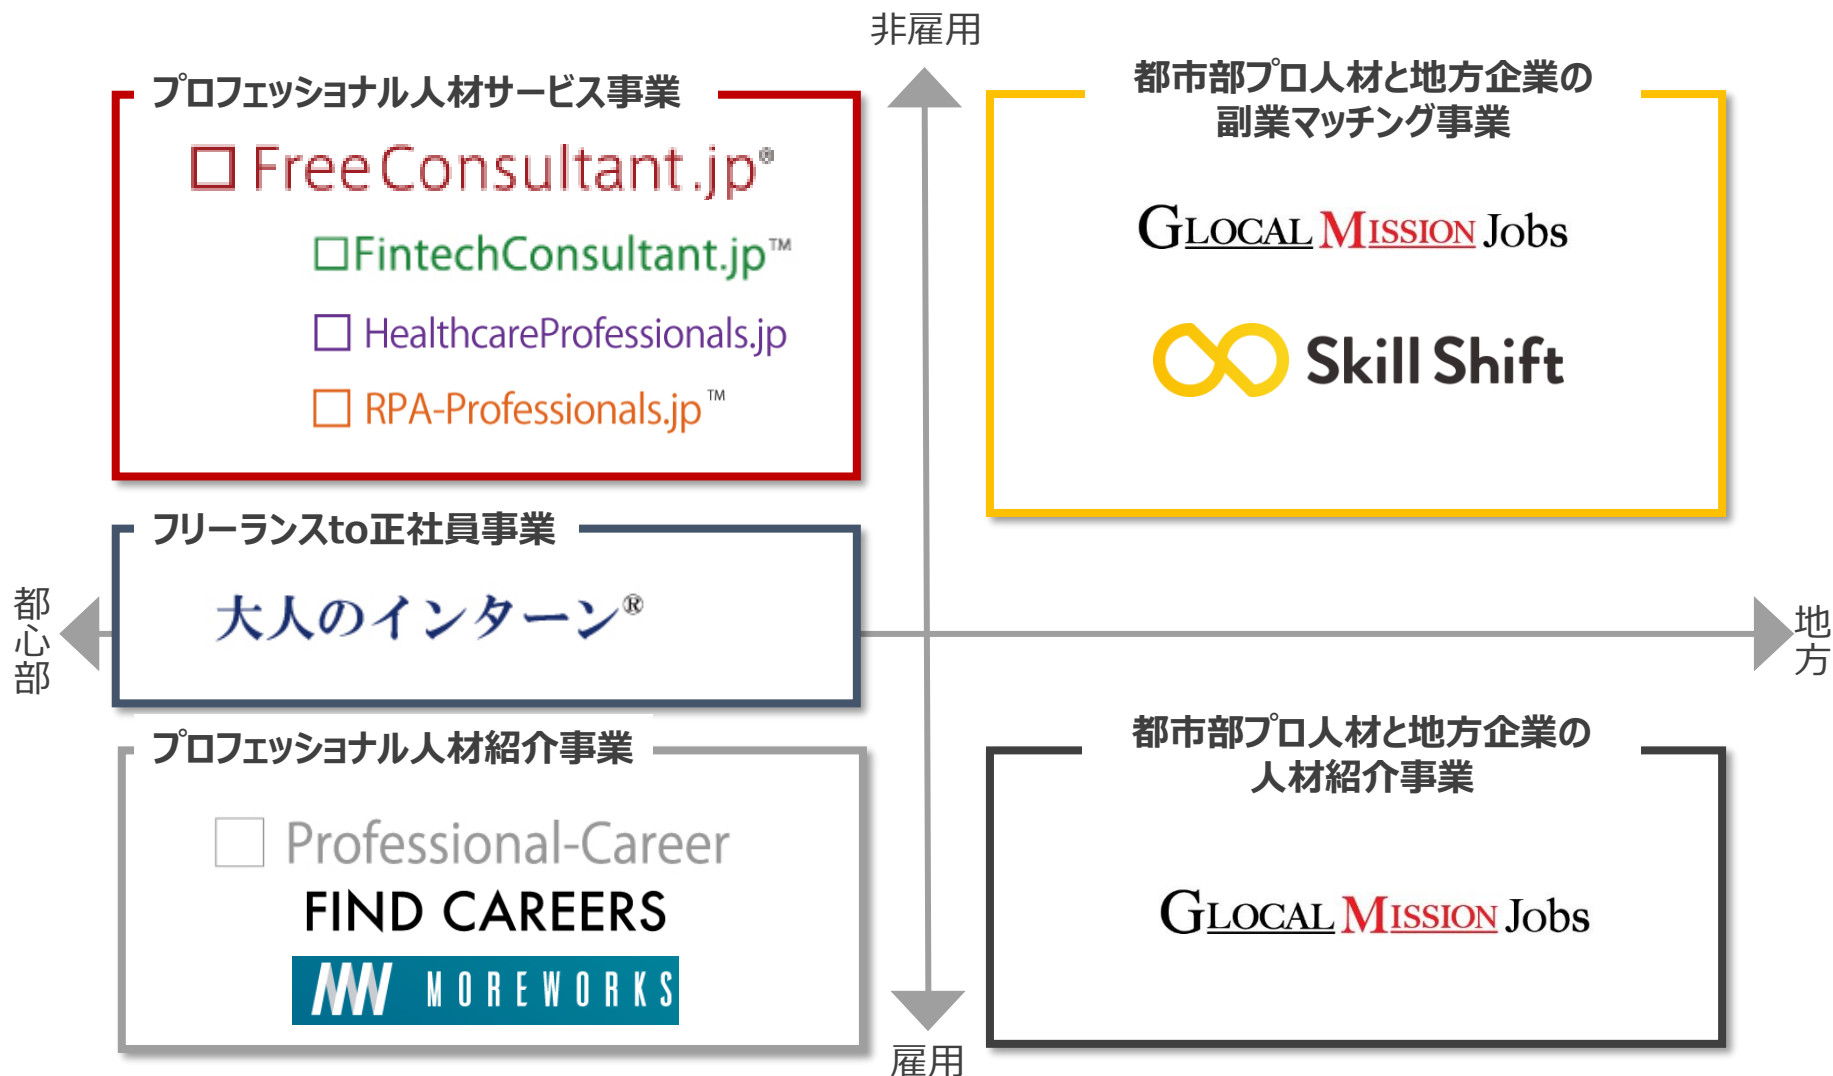 非雇用
プロフェッショナル人材サービス事業
FreeConsultant.jp®
FintechConsultant.jp™
HealthcareProfessionals.jp
RPA-Professionals.jp™
都市部プロ人材と地方企業の
副業マッチング事業
GLOCAL MISSION Jobs
Skill Shift
フリーランスto正社員事業
大人のインターン®
都心部
地方
プロフェッショナル人材紹介事業
Professional-Career
FIND CAREERS
MOREWORKS
都市部プロ人材と地方企業の
人材紹介事業
GLOCAL MISSION Jobs
雇用